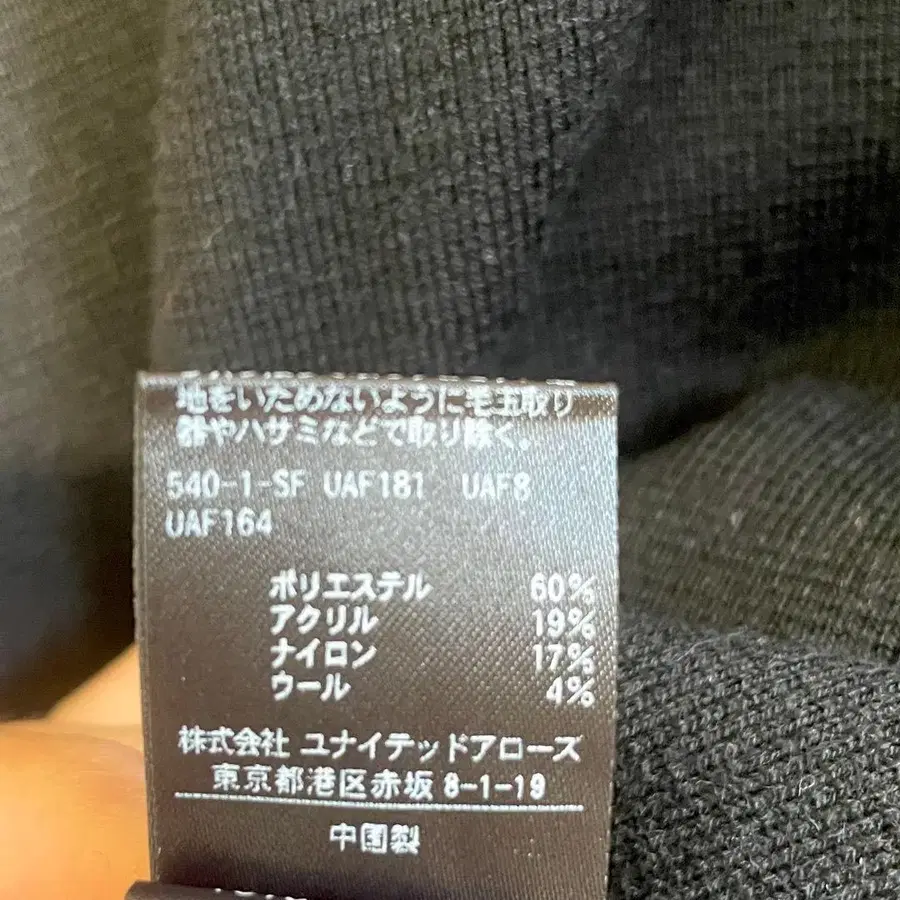 地をいためないように毛玉取り
器やハサミなどで取り除く。
540-1-SF UAF181 UAF8
UAF164
ポリエステル 60%
アクリル 19%
ナイロン 17%
ウール 4%
株式会社 ユナイテッドアローズ
東京都港区赤坂 8-1-19
中国製